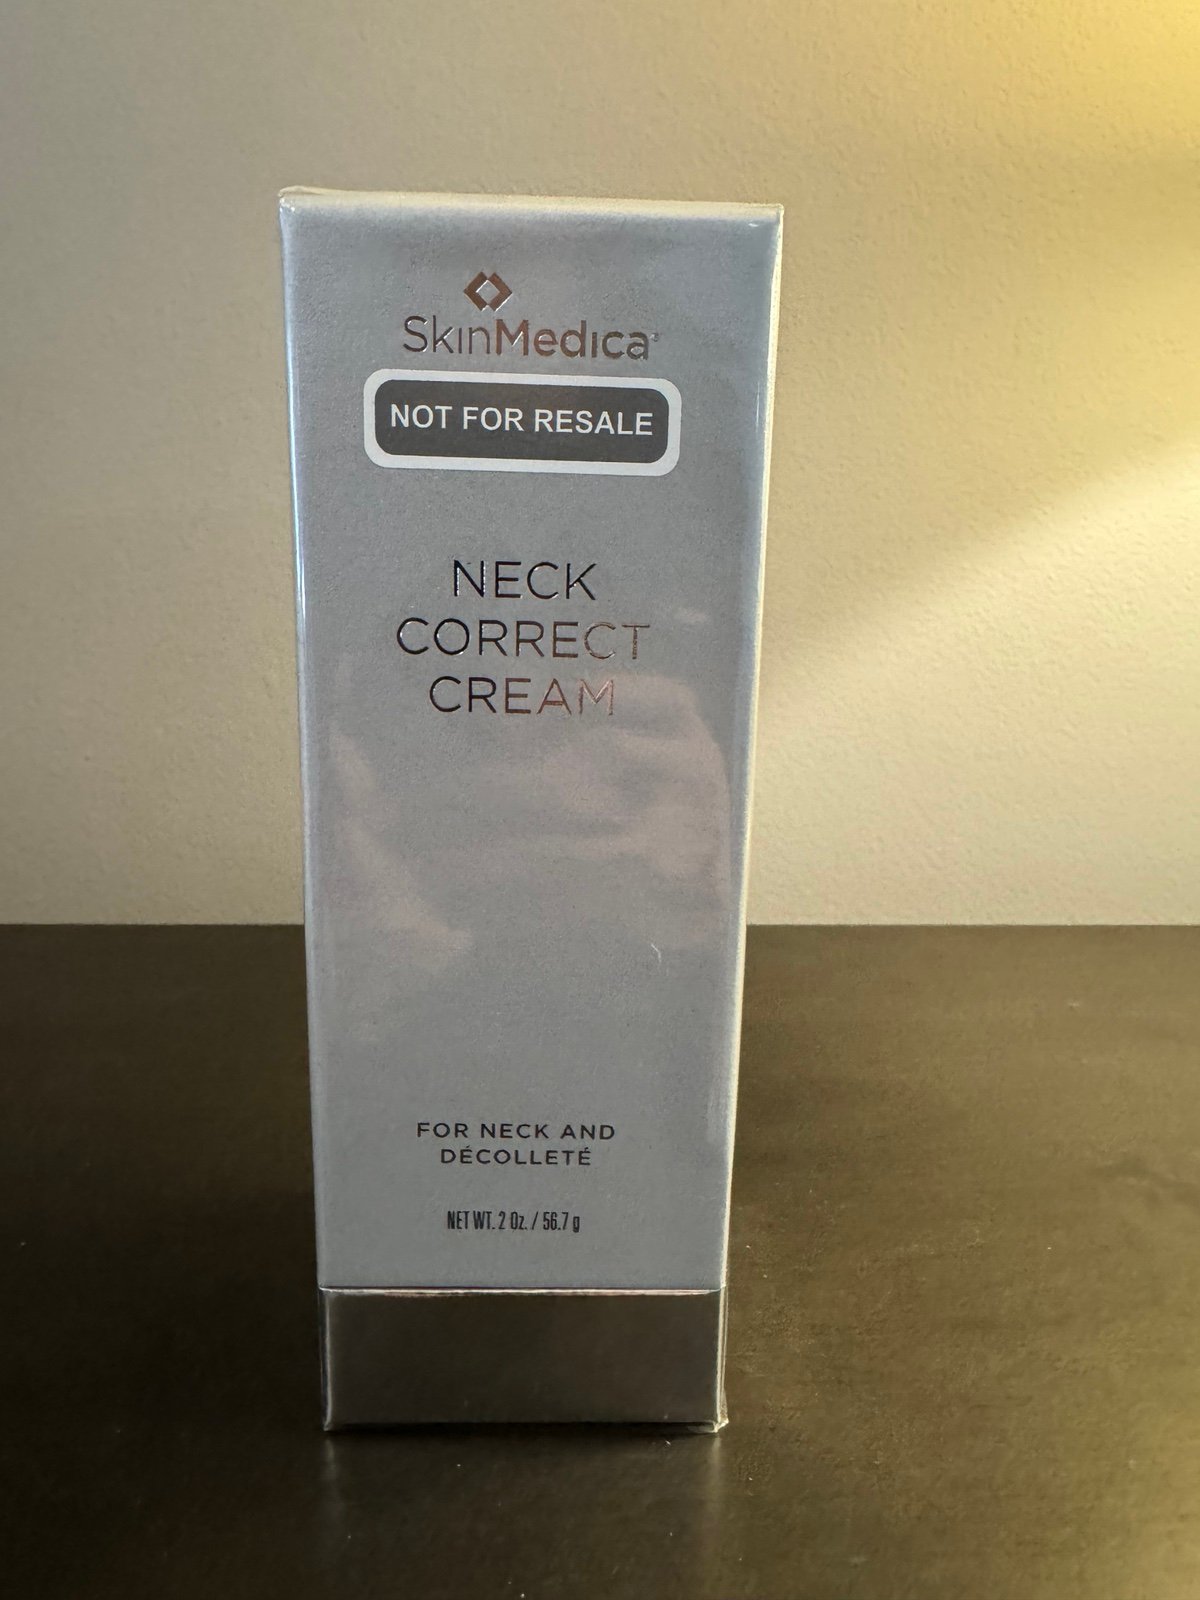 SkinMedica®
NOT FOR RESALE
NECK
CORRECT
CREAM
FOR NECK AND
DÉCOLLETÉ
NET WT. 2 Oz. / 56.7 g